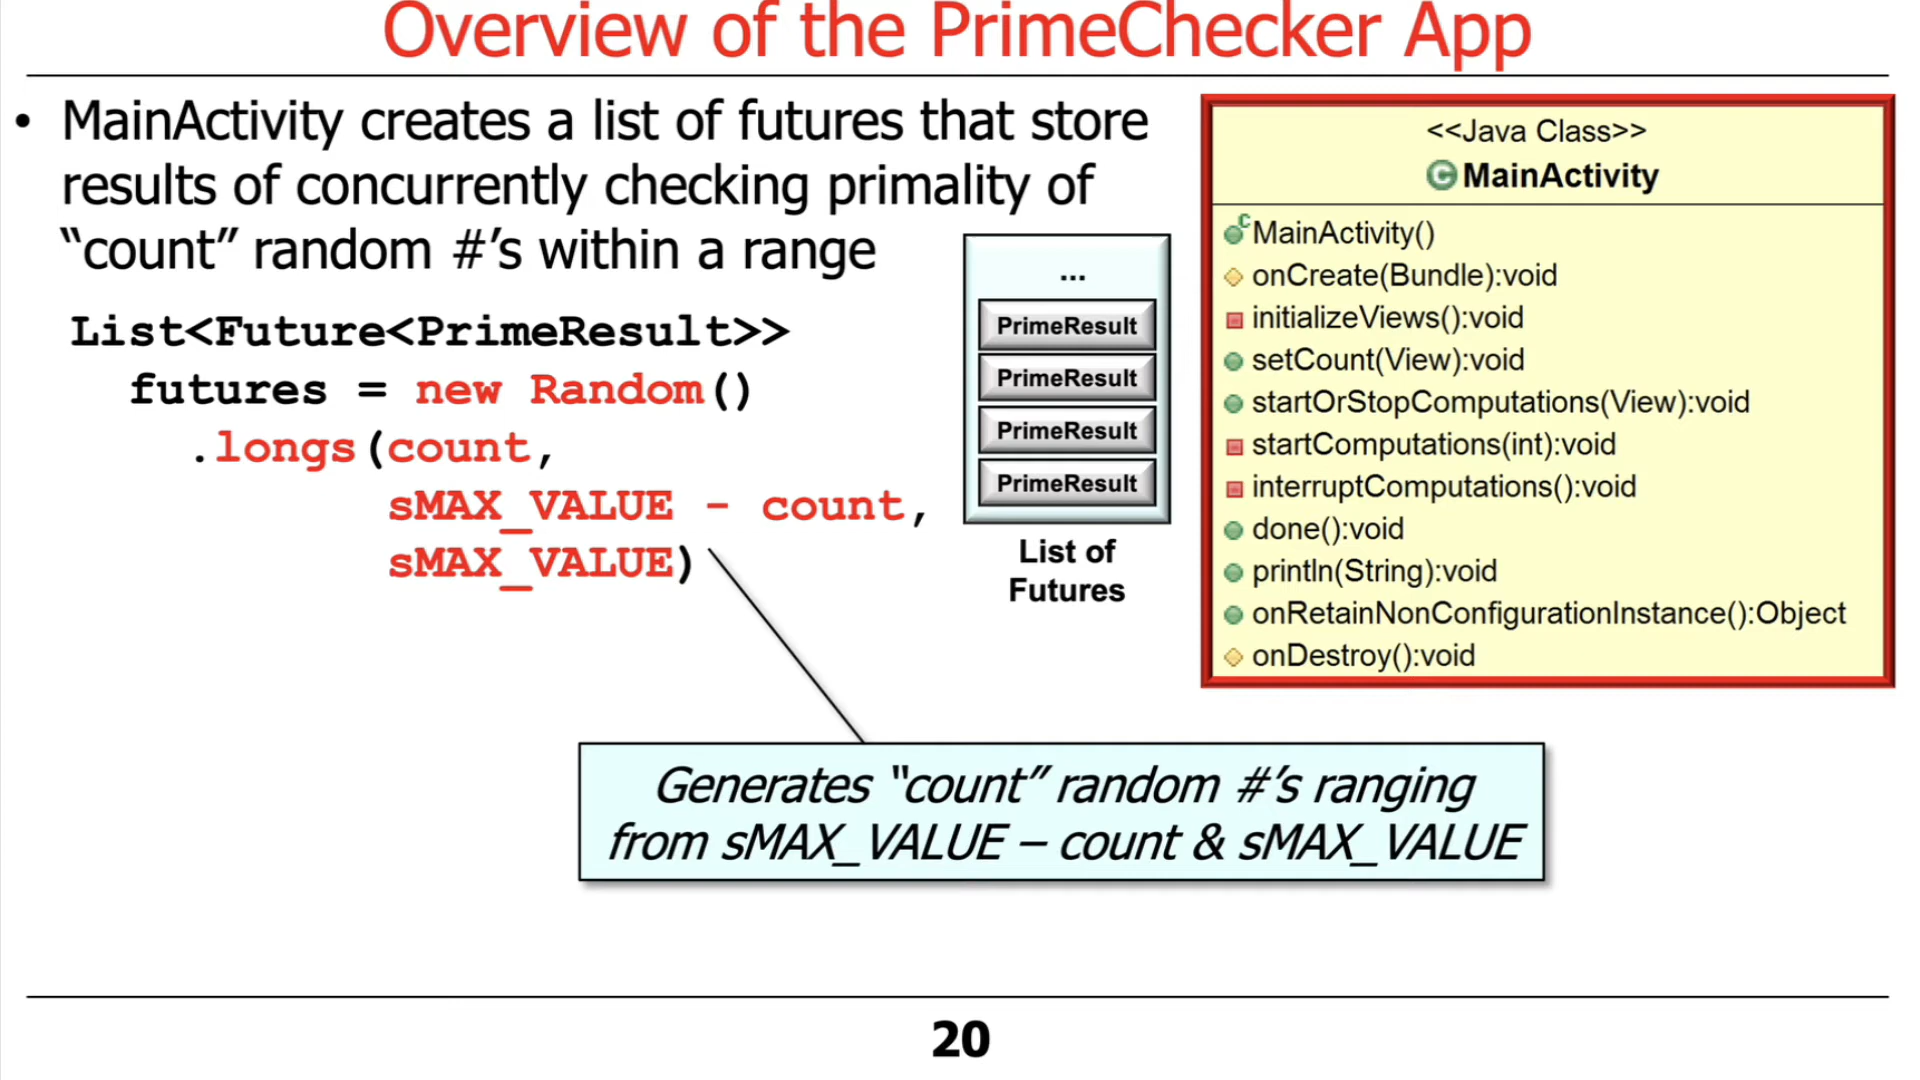 Overview of the PrimeChecker App
• MainActivity creates a list of futures that store
results of concurrently checking primality of
“count” random #’s within a range
List<Future<PrimeResult>>
futures = new Random()
.longs(count,
sMAX_VALUE - count,
sMAX_VALUE)
...
PrimeResult
PrimeResult
PrimeResult
PrimeResult
List of
Futures
<<Java Class>>
C MainActivity
C MainActivity()
onCreate(Bundle):void
initializeViews():void
setCount(View):void
startOrStopComputations(View):void
startComputations(int):void
interruptComputations():void
done():void
println(String):void
onRetainNonConfigurationInstance():Object
onDestroy():void
Generates “count” random #’s ranging
from sMAX_VALUE – count & sMAX_VALUE
20